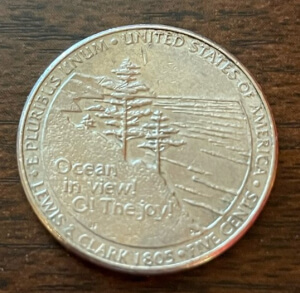 E PLURIBUS UNUM • UNITED STATES OF AMERICA •
Ocean
in view!
O! The joy!
LEWIS & CLARK 1805 • FIVE CENTS